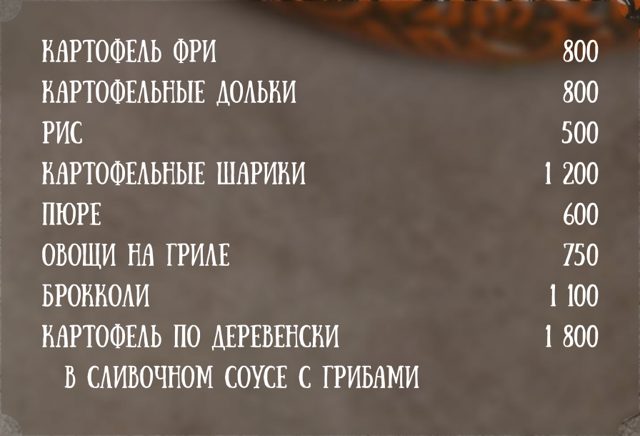 КАРТОФЕЛЬ ФРИ 800
КАРТОФЕЛЬНЫЕ ДОЛЬКИ 800
РИС 500
КАРТОФЕЛЬНЫЕ ШАРИКИ 1 200
ПЮРЕ 600
ОВОЩИ НА ГРИЛЕ 750
БРОККОЛИ 1 100
КАРТОФЕЛЬ ПО ДЕРЕВЕНСКИ 1 800
В СЛИВОЧНОМ СОУСЕ С ГРИБАМИ